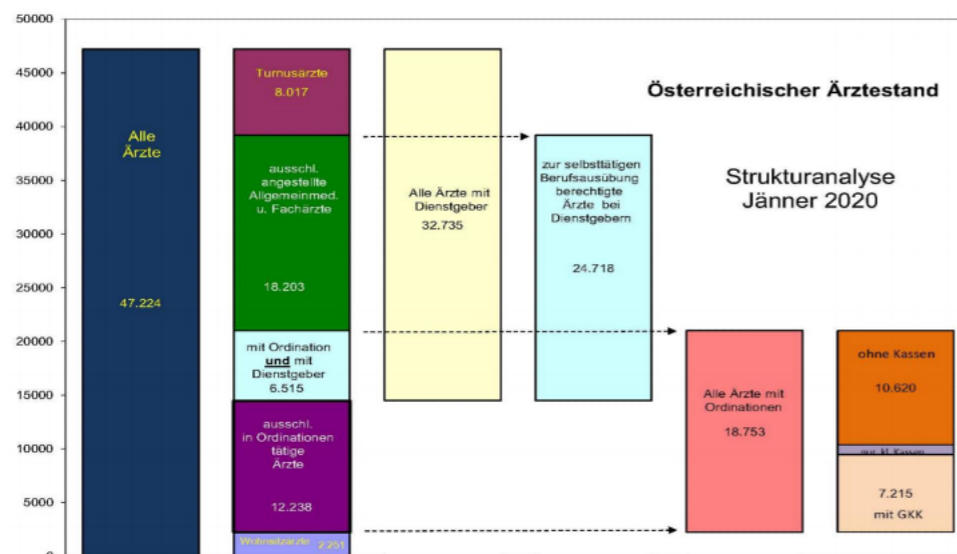 50000
45000
40000
35000
30000
25000
20000
15000
10000
5000
0
Österreichischer Ärztestand
Strukturanalyse
Jänner 2020
Alle
Ärzte
47.224
Turnusärzte
8.017
ausschl.
angestellte
Allgemeinmed.
u. Fachärzte
18.203
mit Ordination
und mit
Dienstgeber
6.515
ausschl.
in Ordinationen
tätige
Ärzte
12.238
Wohnsitzärzte 2.251
Alle Ärzte mit
Dienstgeber
32.735
zur selbsttätigen
Berufsausübung
berechtigte
Ärzte bei
Dienstgebern
24.718
Alle Ärzte mit
Ordinationen
18.753
ohne Kassen
10.620
nur kl. Kassen
7.215
mit GKK